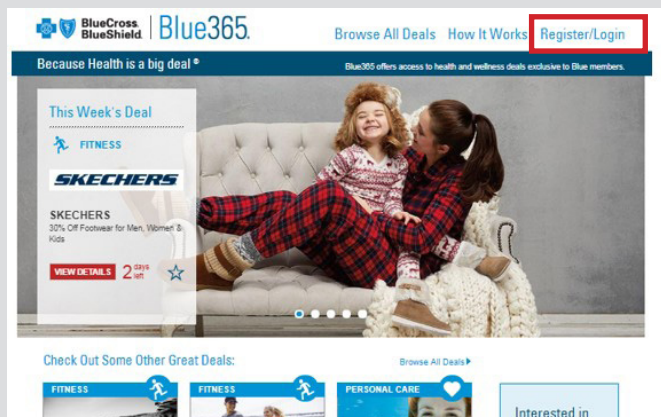 BlueCross
BlueShield
Blue365.
Browse All Deals How It Works Register/Login
Because Health is a big deal ®
Blue365 offers access to health and wellness deals exclusive to Blue members.
This Week's Deal
FITNESS
SKECHERS
SKECHERS
30% Off Footwear for Men, Women &
Kids
VIEW DETAILS 2 days left
Check Out Some Other Great Deals:
Browse All Deals
FITNESS
FITNESS
PERSONAL CARE
Interested in